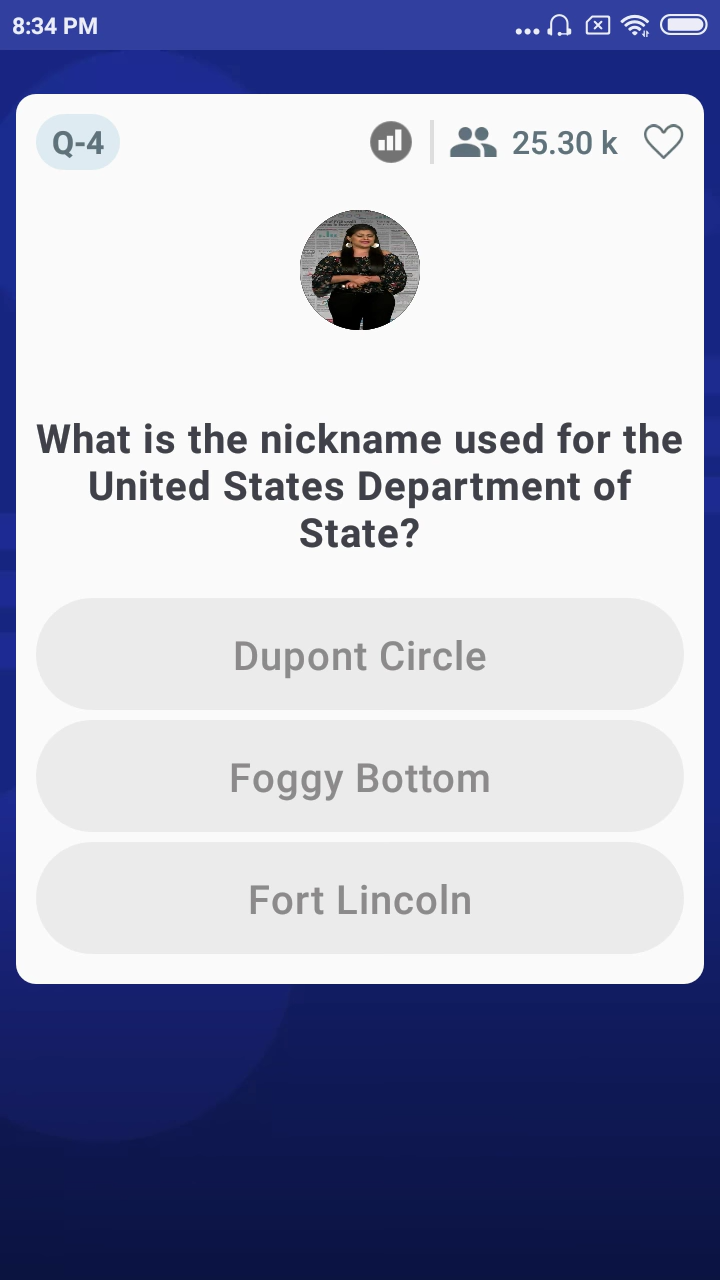 8:34 PM
Q-4
25.30 k
What is the nickname used for the
United States Department of
State?
Dupont Circle
Foggy Bottom
Fort Lincoln